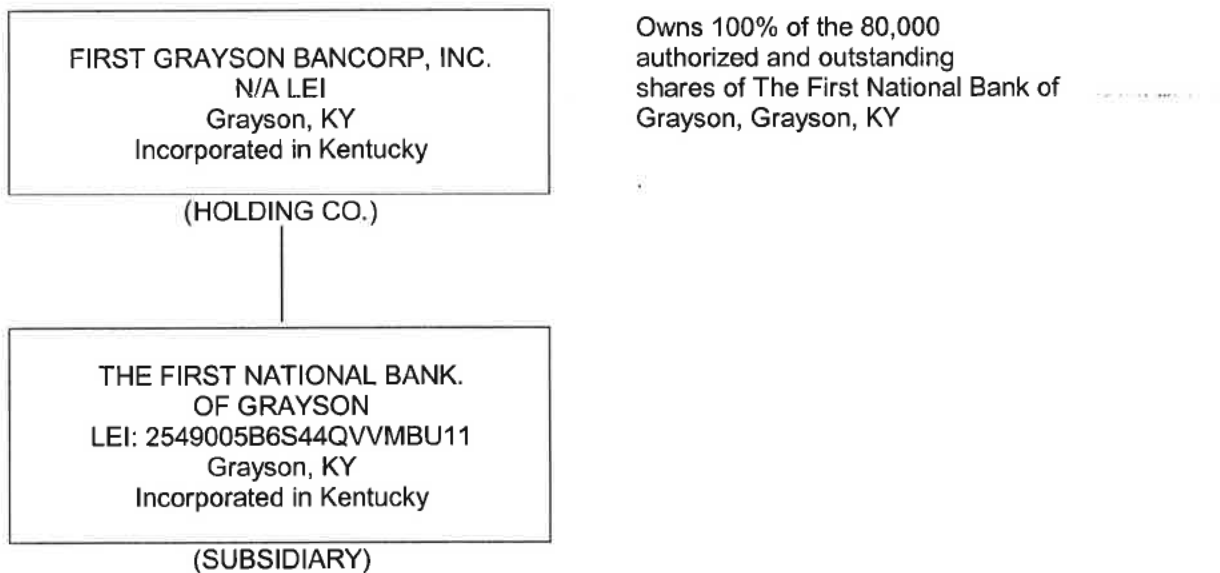 FIRST GRAYSON BANCORP, INC.
N/A LEI
Grayson, KY
Incorporated in Kentucky
(HOLDING CO.)
Owns 100% of the 80,000
authorized and outstanding
shares of The First National Bank of
Grayson, Grayson, KY
THE FIRST NATIONAL BANK.
OF GRAYSON
LEI: 2549005B6S44QVVMBU11
Grayson, KY
Incorporated in Kentucky
(SUBSIDIARY)